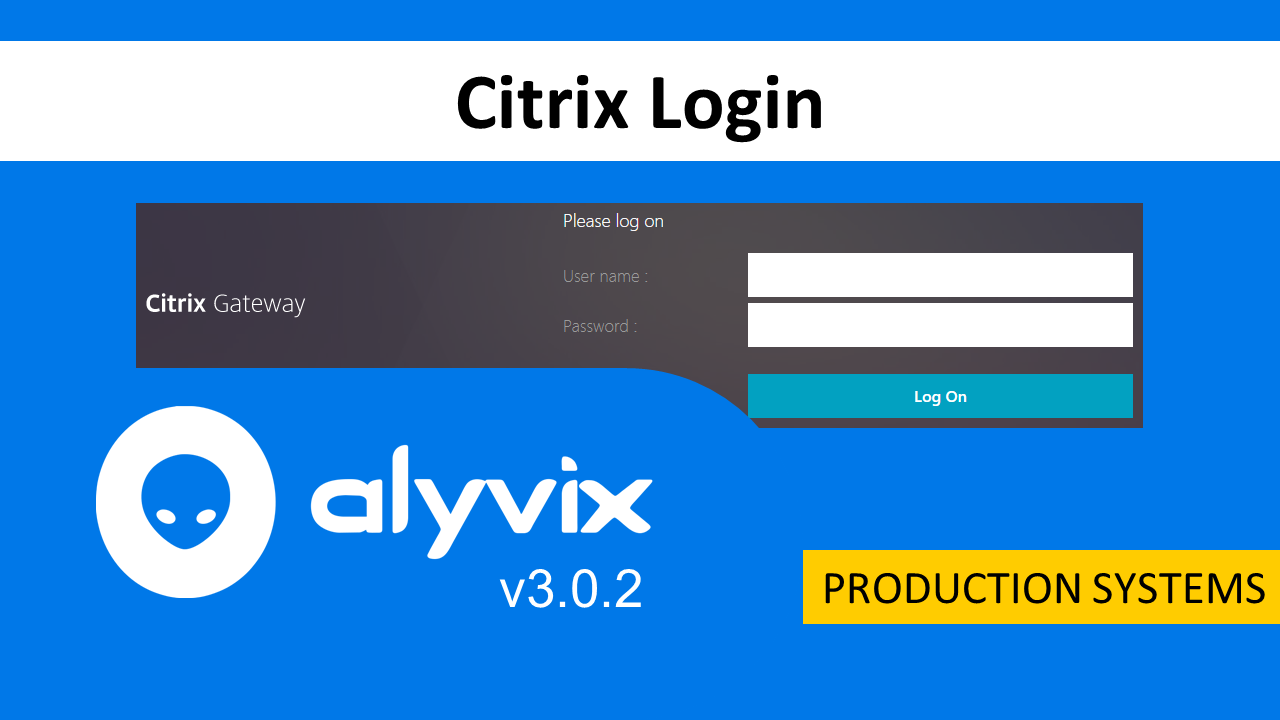 Citrix Login
Please log on
User name :
Citrix Gateway
Password :
Log On
alyvix
v3.0.2
PRODUCTION SYSTEMS